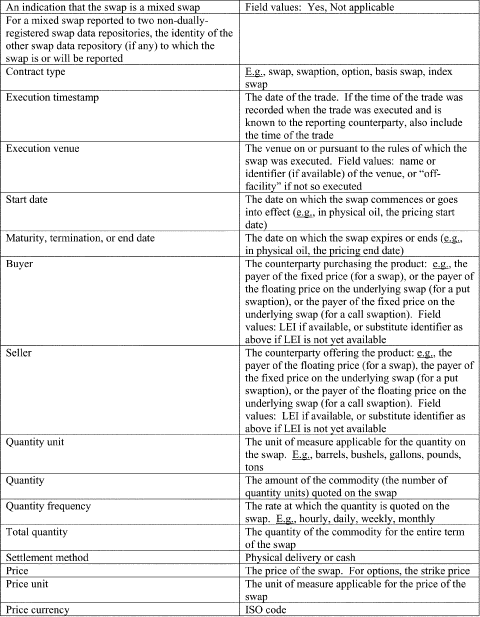 An indication that the swap is a mixed swap
Field values: Yes, Not applicable
For a mixed swap reported to two non-dually-
registered swap data repositories, the identity of the
other swap data repository (if any) to which the
swap is or will be reported
Contract type
E.g., swap, swaption, option, basis swap, index
swap
Execution timestamp
The date of the trade. If the time of the trade was
recorded when the trade was executed and is
known to the reporting counterparty, also include
the time of the trade
Execution venue
The venue on or pursuant to the rules of which the
swap was executed. Field values: name or
identifier (if available) of the venue, or “off-
facility” if not so executed
Start date
The date on which the swap commences or goes
into effect (e.g., in physical oil, the pricing start
date)
Maturity, termination, or end date
The date on which the swap expires or ends (e.g.,
in physical oil, the pricing end date)
Buyer
The counterparty purchasing the product: e.g., the
payer of the fixed price (for a swap), or the payer of
the floating price on the underlying swap (for a put
swaption), or the payer of the fixed price on the
underlying swap (for a call swaption). Field
values: LEI if available, or substitute identifier as
above if LEI is not yet available
Seller
The counterparty offering the product: e.g., the
payer of the floating price (for a swap), the payer of
the fixed price on the underlying swap (for a put
swaption), or the payer of the floating price on the
underlying swap (for a call swaption). Field
values: LEI if available, or substitute identifier as
above if LEI is not yet available
Quantity unit
The unit of measure applicable for the quantity on
the swap. E.g., barrels, bushels, gallons, pounds,
tons
Quantity
The amount of the commodity (the number of
quantity units) quoted on the swap
Quantity frequency
The rate at which the quantity is quoted on the
swap. E.g., hourly, daily, weekly, monthly
Total quantity
The quantity of the commodity for the entire term
of the swap
Settlement method
Physical delivery or cash
Price
The price of the swap. For options, the strike price
Price unit
The unit of measure applicable for the price of the
swap
Price currency
ISO code